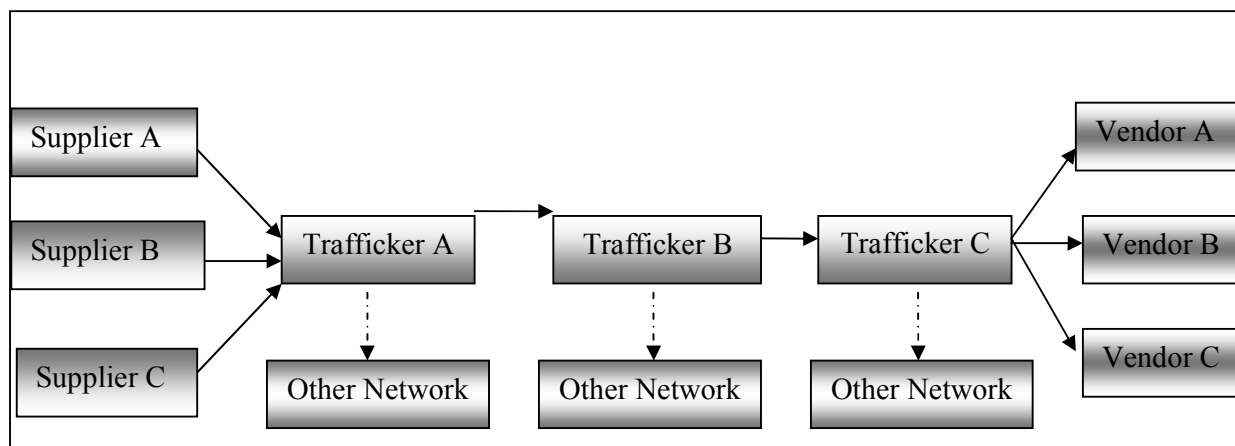 Supplier A
Vendor A
Supplier B
Trafficker A
Trafficker B
Trafficker C
Vendor B
Supplier C
Other Network
Other Network
Other Network
Vendor C